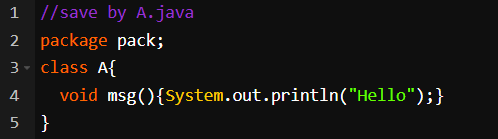 1 //save by A.java
2 package pack;
3 class A{
4 void msg(){System.out.println("Hello");}
5 }